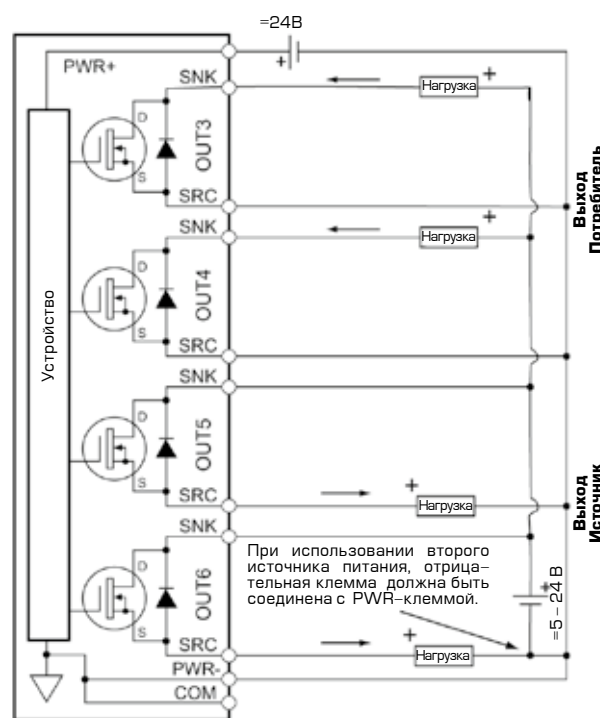 =24В
+
PWR+
SNK
Нагрузка
+
D
S
OUT3
SRC
SNK
Нагрузка
+
D
S
OUT4
SRC
Выход
Потребитель
Устройство
SNK
D
S
OUT5
SRC
+
Нагрузка
SNK
Выход
Источник
При использовании второго
источника питания, отрица–
тельная клемма должна быть
соединена с PWR–клеммой.
+
=5 – 24 В
D
S
OUT6
SRC
+
Нагрузка
PWR-
COM